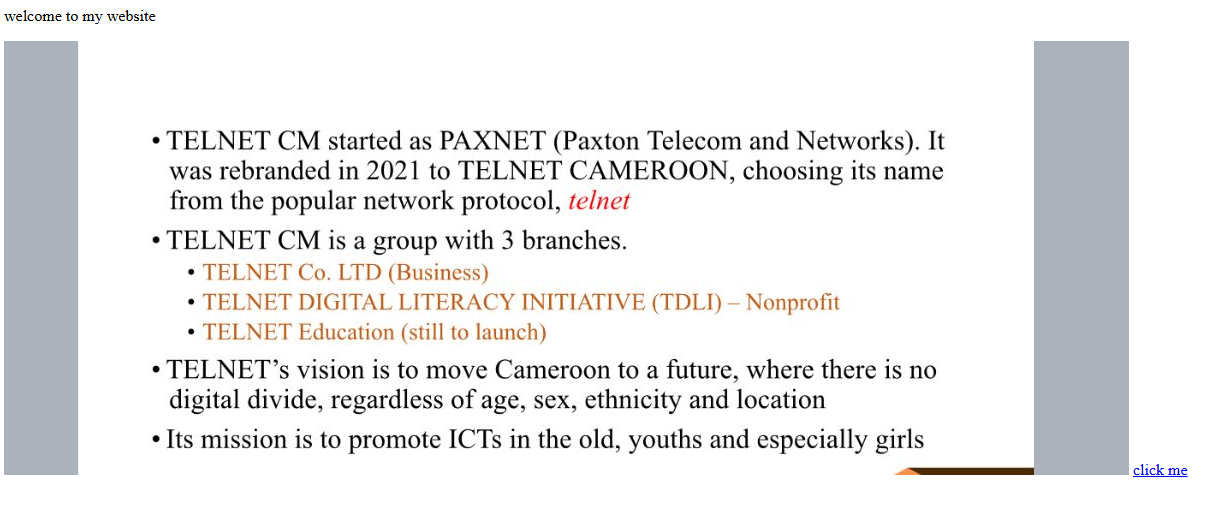 welcome to my website
• TELNET CM started as PAXNET (Paxton Telecom and Networks). It
was rebranded in 2021 to TELNET CAMEROON, choosing its name
from the popular network protocol, telnet
• TELNET CM is a group with 3 branches.
• TELNET Co. LTD (Business)
• TELNET DIGITAL LITERACY INITIATIVE (TDLI) – Nonprofit
• TELNET Education (still to launch)
• TELNET’s vision is to move Cameroon to a future, where there is no
digital divide, regardless of age, sex, ethnicity and location
• Its mission is to promote ICTs in the old, youths and especially girls
click me